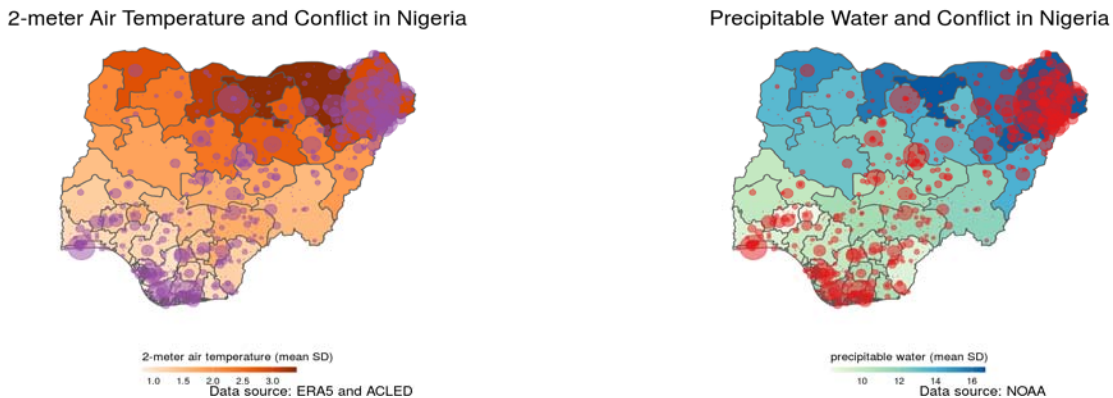 2-meter Air Temperature and Conflict in Nigeria
2-meter air temperature (mean SD)
1.0 1.5 2.0 2.5 3.0
Data source: ERA5 and ACLED
Precipitable Water and Conflict in Nigeria
precipitable water (mean SD)
10 12 14 16
Data source: NOAA